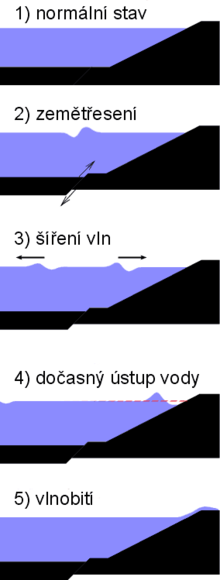 1) normální stav
2) zemětřesení
3) šíření vln
4) dočasný ústup vody
5) vlnobití